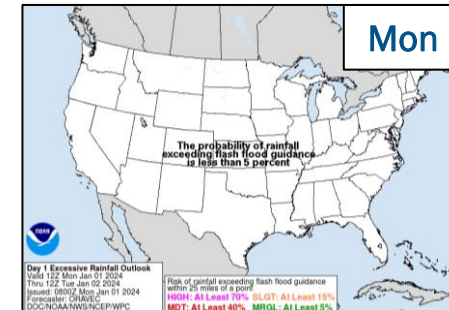 Mon
The probability of rainfall
exceeding flash flood guidance
is less than 5 percent
NOAA
Day 1 Excessive Rainfall Outlook
Valid 12Z Mon Jan 01 2024
Thru 12Z Tue Jan 02 2024
Issued: 0800Z Mon Jan 01 2024
Forecaster: ORAVEC
DOC/NOAA/NWS/NCEP/WPC
Risk of rainfall exceeding flash flood guidance
within 25 miles of a point
HIGH: At Least 70% SLGT: At Least 15%
MDT: At Least 40% MRGL: At Least 5%